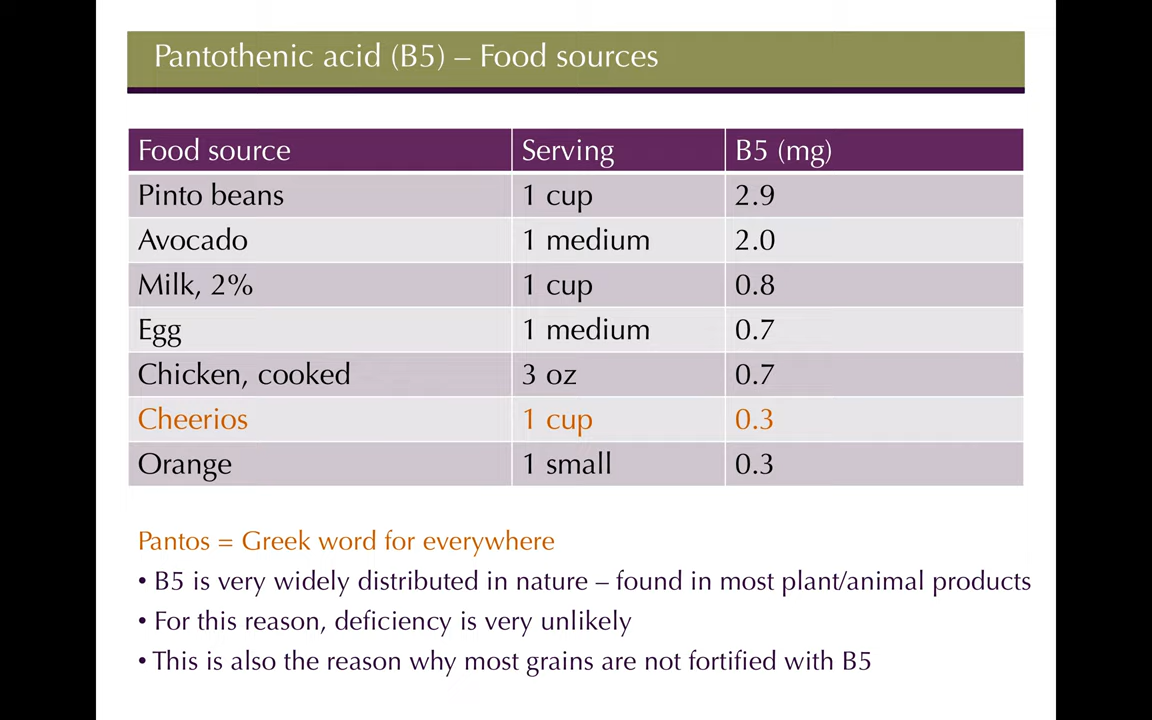 Pantothenic acid (B5) – Food sources
Food source Serving B5 (mg)
Pinto beans 1 cup 2.9
Avocado 1 medium 2.0
Milk, 2% 1 cup 0.8
Egg 1 medium 0.7
Chicken, cooked 3 oz 0.7
Cheerios 1 cup 0.3
Orange 1 small 0.3
Pantos = Greek word for everywhere
• B5 is very widely distributed in nature – found in most plant/animal products
• For this reason, deficiency is very unlikely
• This is also the reason why most grains are not fortified with B5